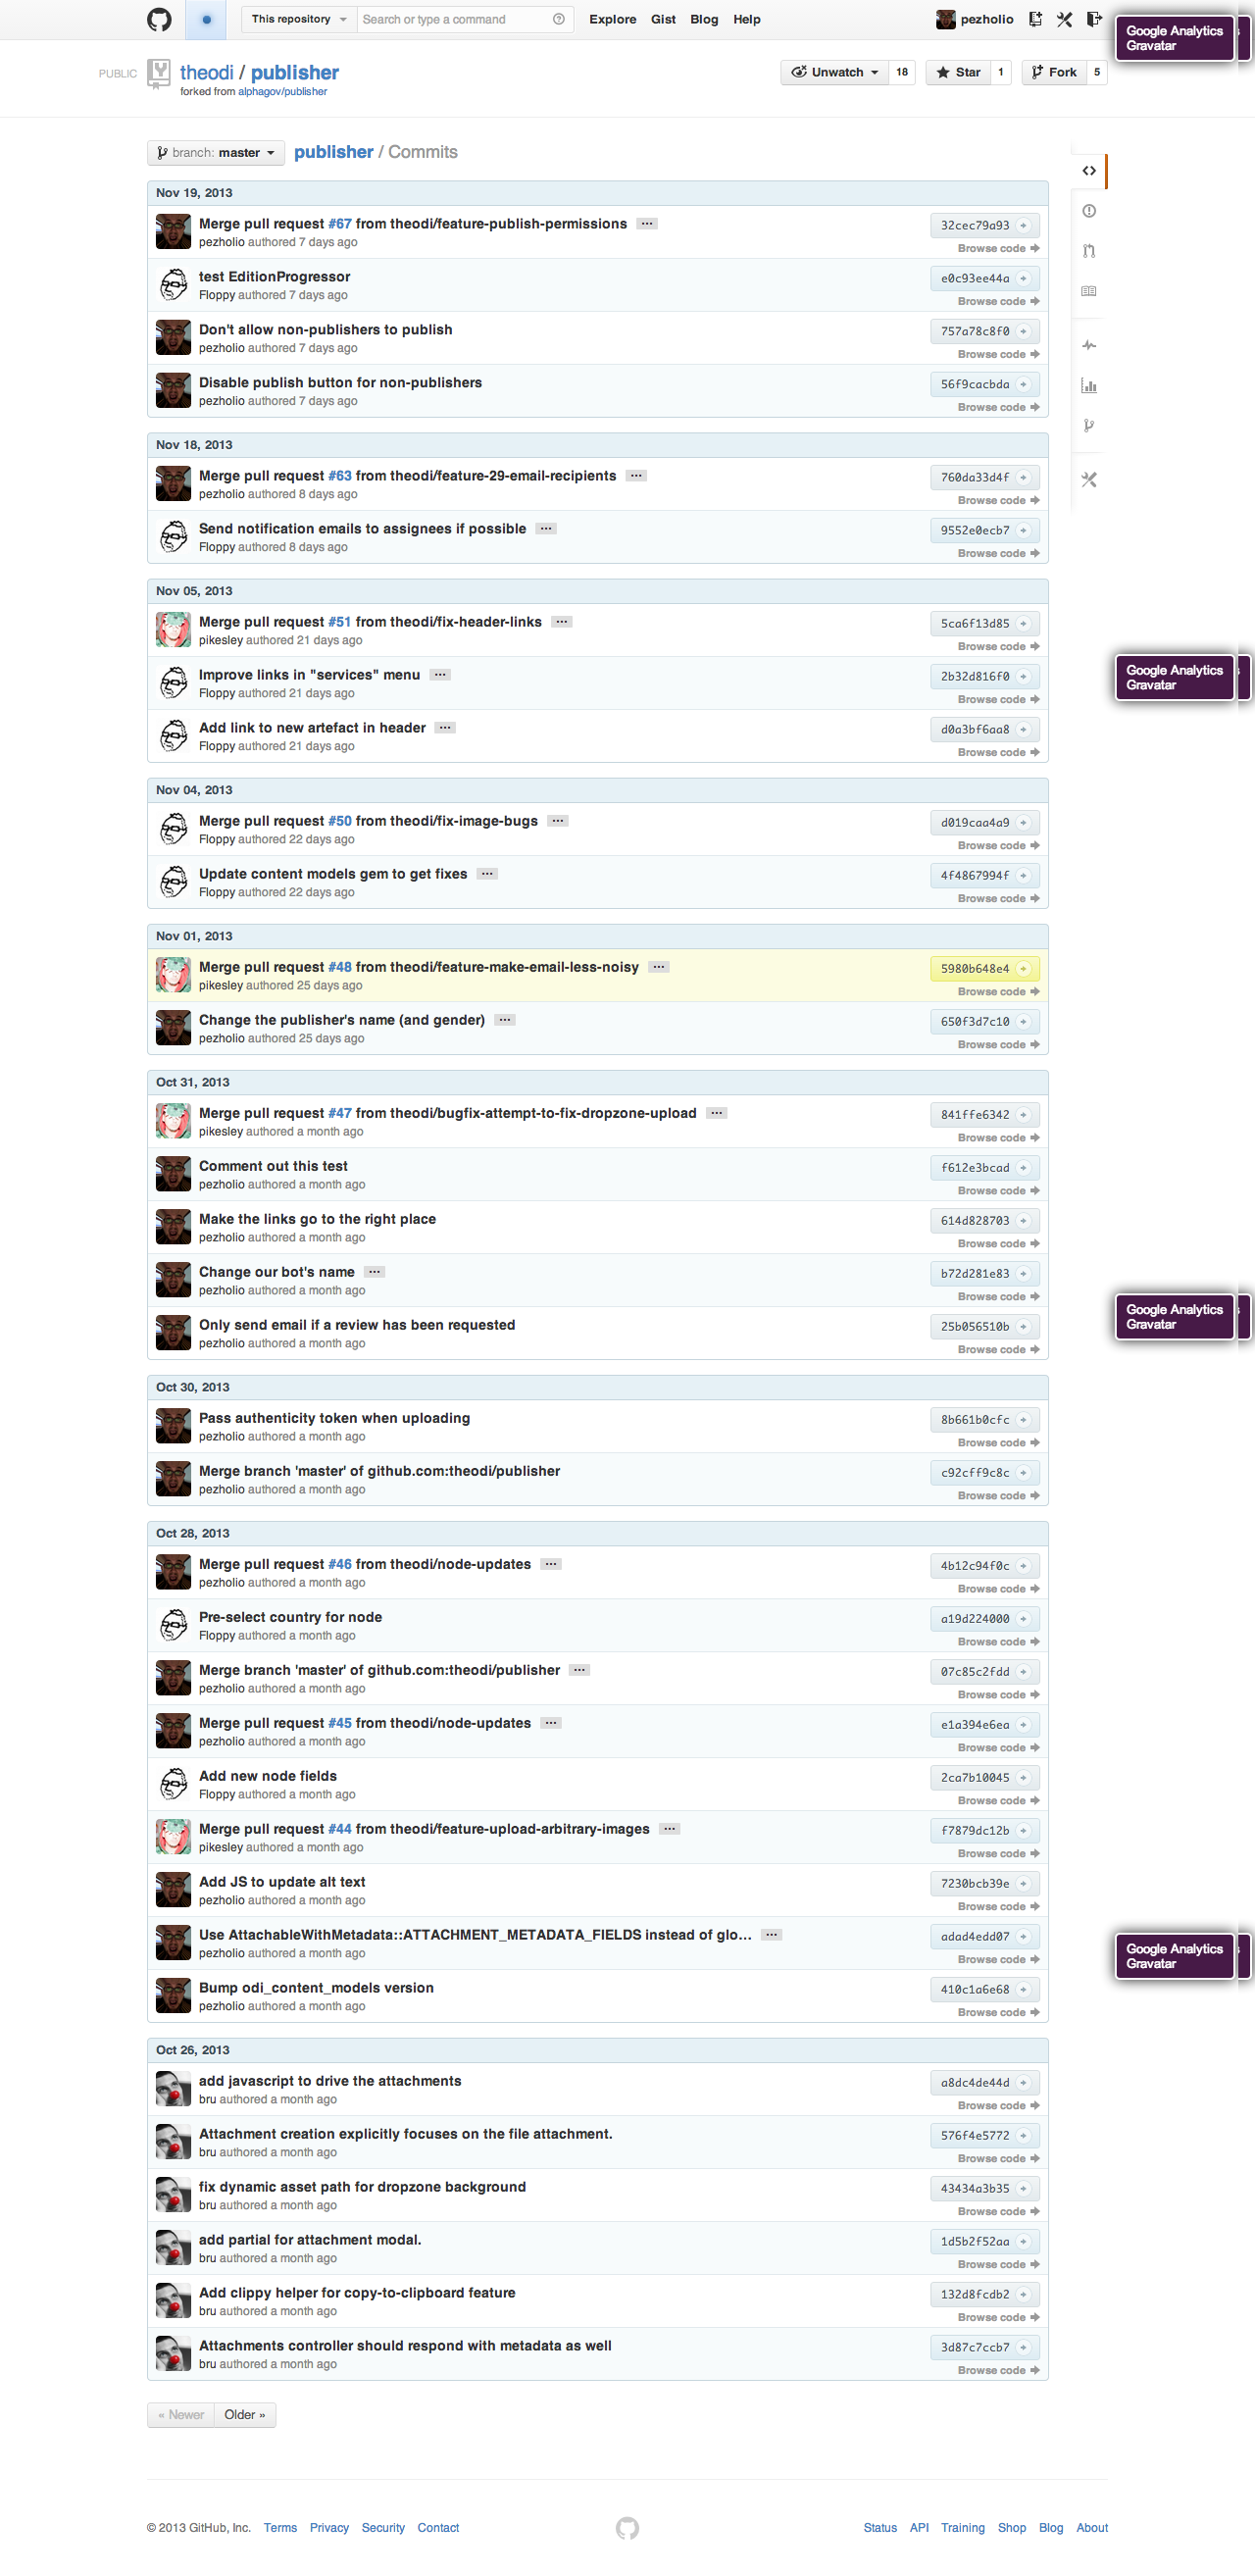 This repository
Search or type a command
Explore Gist Blog Help
pezholio
Google Analytics
Gravatar
PUBLIC
theodi / publisher
forked from alphagov/publisher
Unwatch 18
Star 1
Fork 5
branch: master
publisher / Commits
Nov 19, 2013
Merge pull request #67 from theodi/feature-publish-permissions
32cec79a93
pezholio authored 7 days ago
Browse code
test EditionProgressor
e0c93ee44a
Floppy authored 7 days ago
Browse code
Don't allow non-publishers to publish
757a78c8f0
pezholio authored 7 days ago
Browse code
Disable publish button for non-publishers
56f9cacbda
pezholio authored 7 days ago
Browse code
Nov 18, 2013
Merge pull request #63 from theodi/feature-29-email-recipients
760da33d4f
pezholio authored 8 days ago
Browse code
Send notification emails to assignees if possible
9552e0ecb7
Floppy authored 8 days ago
Browse code
Nov 05, 2013
Merge pull request #51 from theodi/fix-header-links
5ca6f13d85
pikesley authored 21 days ago
Browse code
Improve links in "services" menu
2b32d816f0
Floppy authored 21 days ago
Browse code
Google Analytics
Gravatar
Add link to new artefact in header
d0a3bf6aa8
Floppy authored 21 days ago
Browse code
Nov 04, 2013
Merge pull request #50 from theodi/fix-image-bugs
d019caa4a9
Floppy authored 22 days ago
Browse code
Update content models gem to get fixes
4f4867994f
Floppy authored 22 days ago
Browse code
Nov 01, 2013
Merge pull request #48 from theodi/feature-make-email-less-noisy
5980b648e4
pikesley authored 25 days ago
Browse code
Change the publisher's name (and gender)
650f3d7c10
pezholio authored 25 days ago
Browse code
Oct 31, 2013
Merge pull request #47 from theodi/bugfix-attempt-to-fix-dropzone-upload
841ffe6342
pikesley authored a month ago
Browse code
Comment out this test
f612e3bcad
pezholio authored a month ago
Browse code
Make the links go to the right place
614d828703
pezholio authored a month ago
Browse code
Change our bot's name
b72d281e83
pezholio authored a month ago
Browse code
Google Analytics
Gravatar
Only send email if a review has been requested
25b056510b
pezholio authored a month ago
Browse code
Oct 30, 2013
Pass authenticity token when uploading
8b661b0cfc
pezholio authored a month ago
Browse code
Merge branch 'master' of github.com:theodi/publisher
c92cff9c8c
pezholio authored a month ago
Browse code
Oct 28, 2013
Merge pull request #46 from theodi/node-updates
4b12c94f0c
pezholio authored a month ago
Browse code
Pre-select country for node
a19d224000
Floppy authored a month ago
Browse code
Merge branch 'master' of github.com:theodi/publisher
07c85c2fdd
pezholio authored a month ago
Browse code
Merge pull request #45 from theodi/node-updates
e1a394e6ea
pezholio authored a month ago
Browse code
Add new node fields
2ca7b10045
Floppy authored a month ago
Browse code
Merge pull request #44 from theodi/feature-upload-arbitrary-images
f7879dc12b
pikesley authored a month ago
Browse code
Add JS to update alt text
7230bcb39e
pezholio authored a month ago
Browse code
Use AttachableWithMetadata::ATTACHMENT_METADATA_FIELDS instead of glo…
adad4edd07
pezholio authored a month ago
Browse code
Google Analytics
Gravatar
Bump odi_content_models version
410c1a6e68
pezholio authored a month ago
Browse code
Oct 26, 2013
add javascript to drive the attachments
a8dc4de44d
bru authored a month ago
Browse code
Attachment creation explicitly focuses on the file attachment.
576f4e5772
bru authored a month ago
Browse code
fix dynamic asset path for dropzone background
43434a3b35
bru authored a month ago
Browse code
add partial for attachment modal.
1d5b2f52aa
bru authored a month ago
Browse code
Add clippy helper for copy-to-clipboard feature
132d8fcdb2
bru authored a month ago
Browse code
Attachments controller should respond with metadata as well
3d87c7ccb7
bru authored a month ago
Browse code
« Newer Older »
© 2013 GitHub, Inc. Terms Privacy Security Contact
Status API Training Shop Blog About